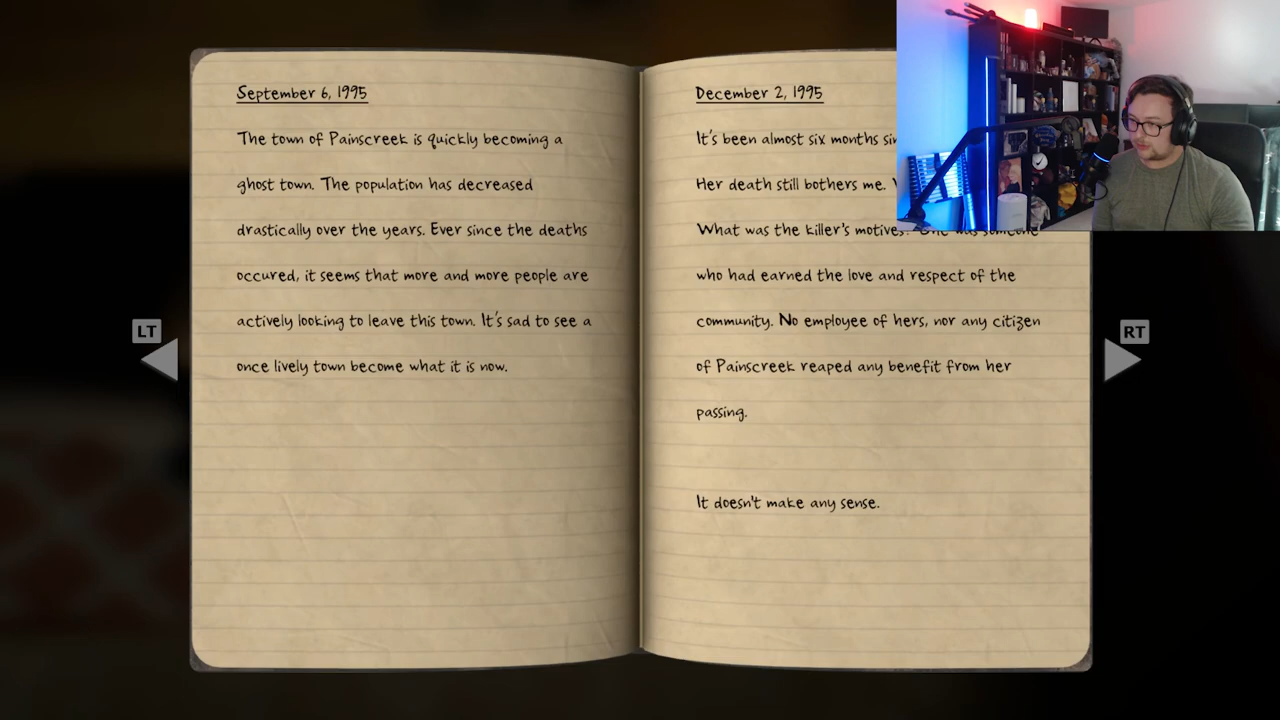 September 6, 1995
The town of Painscreek is quickly becoming a
ghost town. The population has decreased
drastically over the years. Ever since the deaths
occured, it seems that more and more people are
actively looking to leave this town. It's sad to see a
once lively town become what it is now.
December 2, 1995
It's been almost six months
Her death still bothers me.
What was the killer's motives? She was someone
who had earned the love and respect of the
community. No employee of hers, nor any citizen
of Painscreek reaped any benefit from her
passing.
It doesn't make any sense.
LT
RT